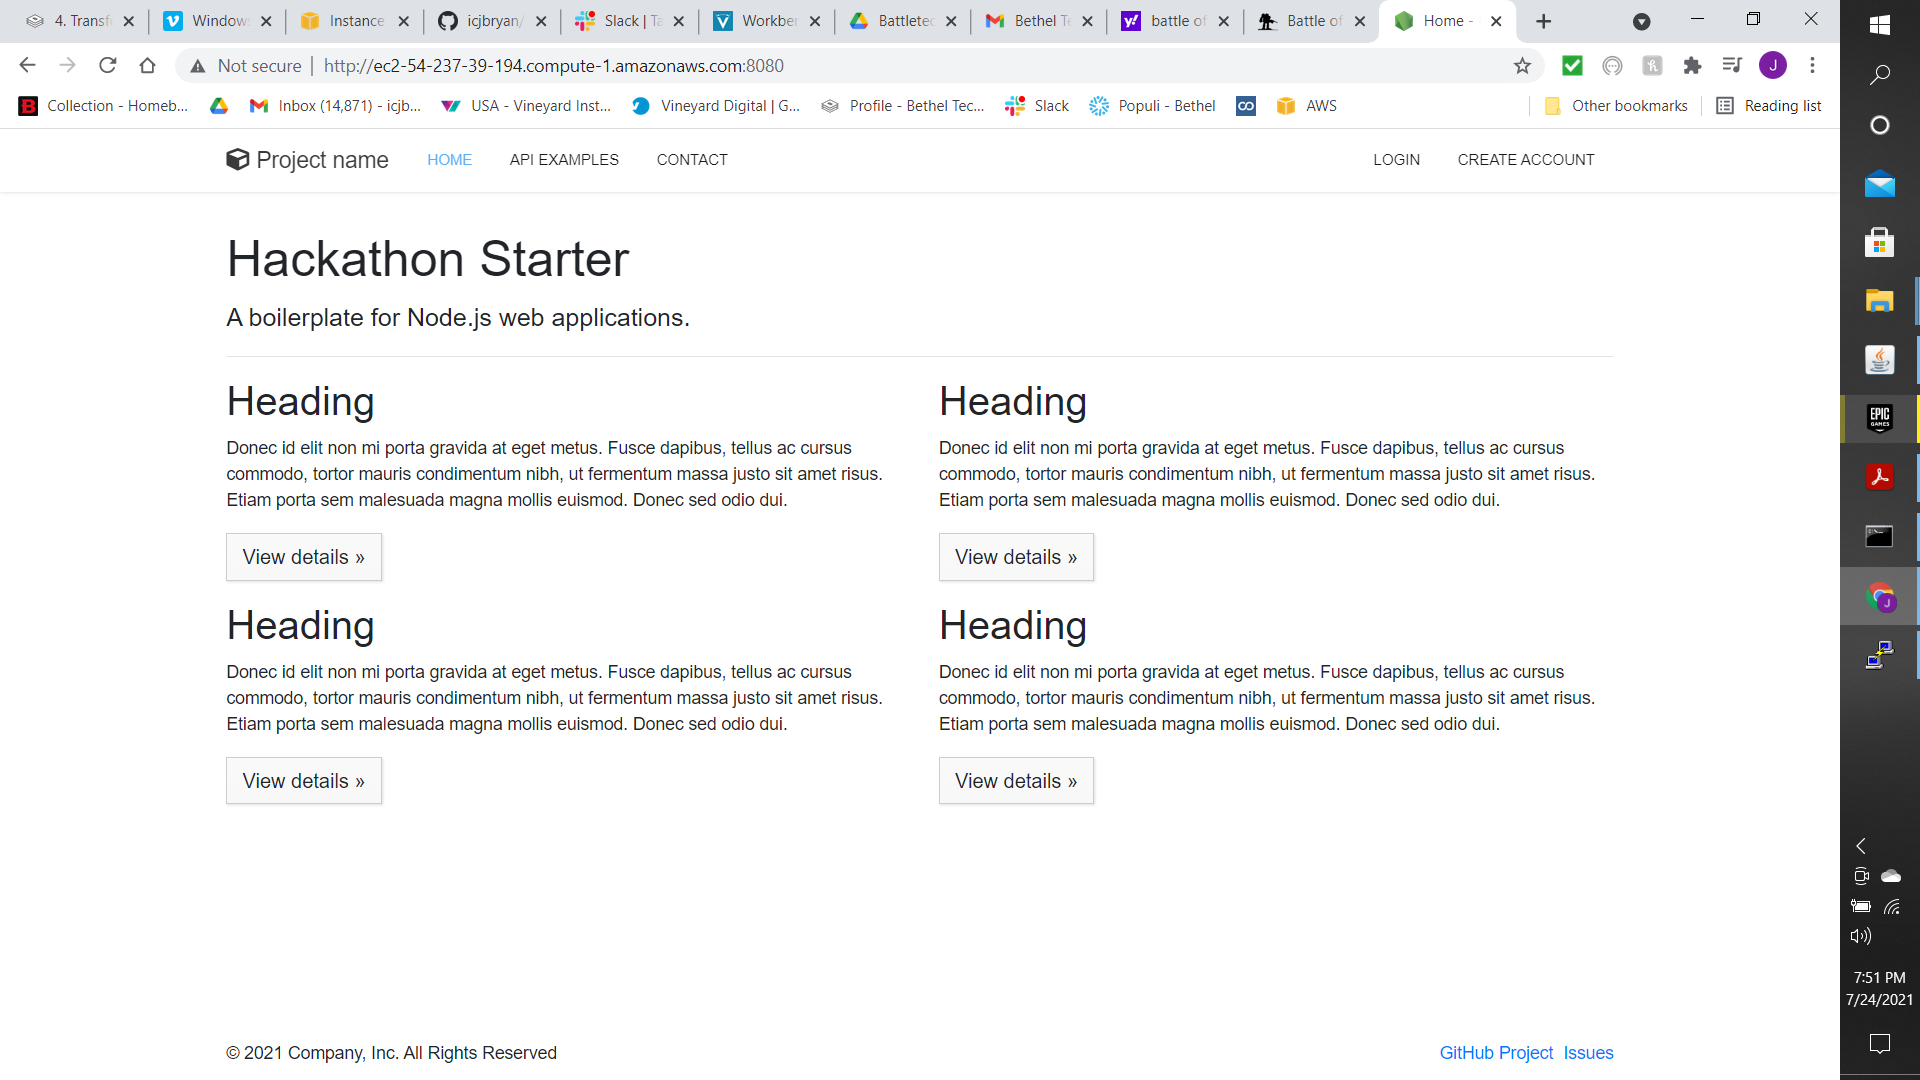 4. Transf
Window
Instance
icjbryan/
Slack | Ta
Workben
Battletec
Bethel Te
battle of
Battle of
Home -
Not secure | http://ec2-54-237-39-194.compute-1.amazonaws.com:8080
J
Collection - Homeb...
Inbox (14,871) - icjb...
USA - Vineyard Inst...
Vineyard Digital | G...
Profile - Bethel Tec...
Slack
Populi - Bethel
AWS
Other bookmarks
Reading list
Project name
HOME
API EXAMPLES
CONTACT
LOGIN
CREATE ACCOUNT
Hackathon Starter
A boilerplate for Node.js web applications.
Heading
Donec id elit non mi porta gravida at eget metus. Fusce dapibus, tellus ac cursus
commodo, tortor mauris condimentum nibh, ut fermentum massa justo sit amet risus.
Etiam porta sem malesuada magna mollis euismod. Donec sed odio dui.
View details »
Heading
Donec id elit non mi porta gravida at eget metus. Fusce dapibus, tellus ac cursus
commodo, tortor mauris condimentum nibh, ut fermentum massa justo sit amet risus.
Etiam porta sem malesuada magna mollis euismod. Donec sed odio dui.
View details »
Heading
Donec id elit non mi porta gravida at eget metus. Fusce dapibus, tellus ac cursus
commodo, tortor mauris condimentum nibh, ut fermentum massa justo sit amet risus.
Etiam porta sem malesuada magna mollis euismod. Donec sed odio dui.
View details »
Heading
Donec id elit non mi porta gravida at eget metus. Fusce dapibus, tellus ac cursus
commodo, tortor mauris condimentum nibh, ut fermentum massa justo sit amet risus.
Etiam porta sem malesuada magna mollis euismod. Donec sed odio dui.
View details »
© 2021 Company, Inc. All Rights Reserved
GitHub Project
Issues
EPIC
GAMES
J
7:51 PM
7/24/2021